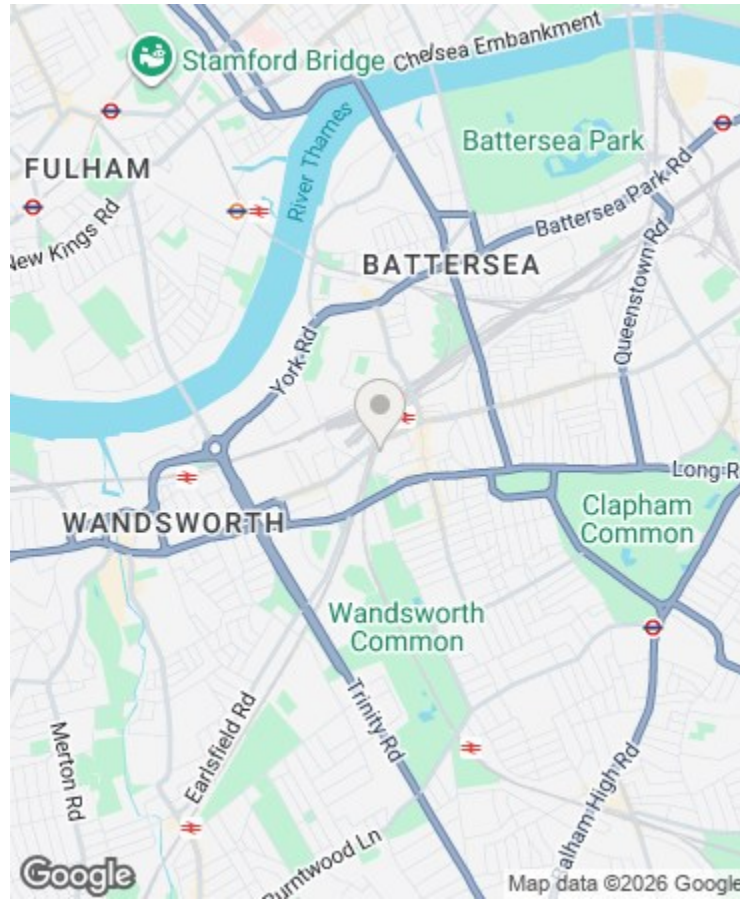 Stamford Bridge
Chelsea Embankment
FULHAM
River Thames
Battersea Park
New Kings Rd
Battersea Park Rd
BATTERSEA
Queenstown Rd
York Rd
Long R
WANDSWORTH
Clapham
Common
Wandsworth
Common
Merton Rd
Earlsfield Rd
Trinity Rd
Balham High Rd
Burntwood Ln
Google
Map data ©2026 Google